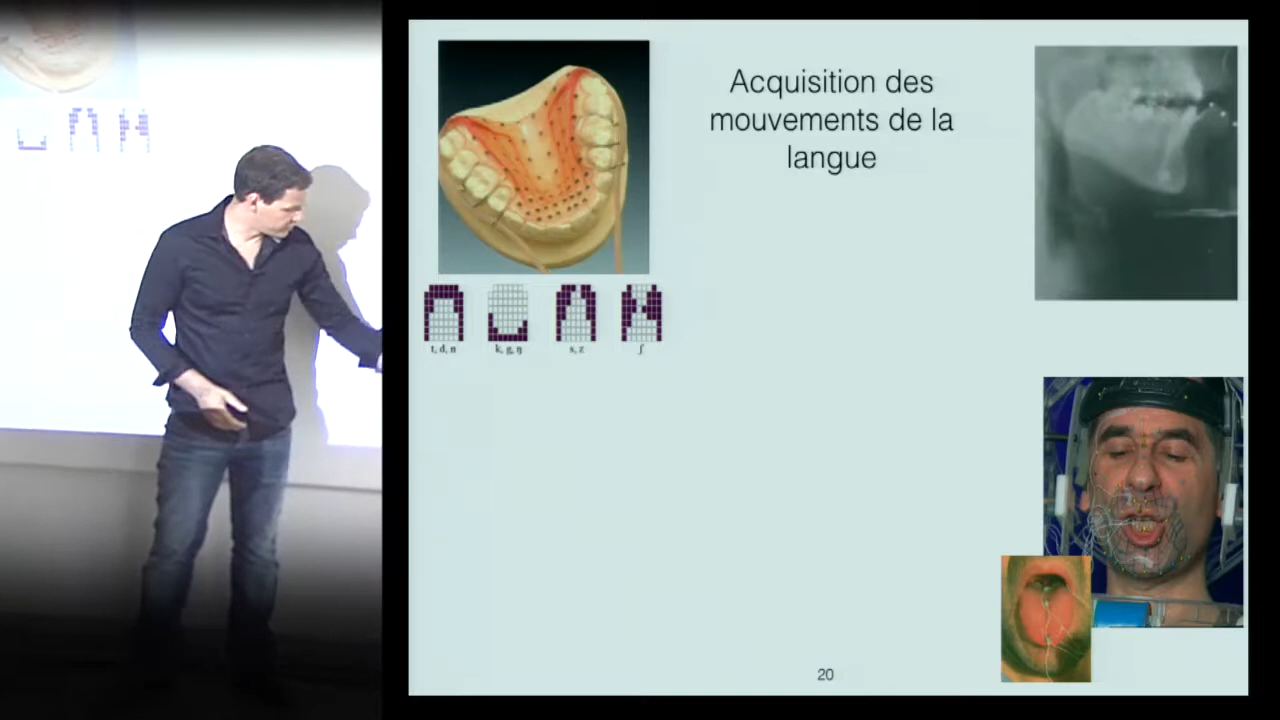 Acquisition des
mouvements de la
langue
t, d, n
k, g, ŋ
s, z
ʃ
20